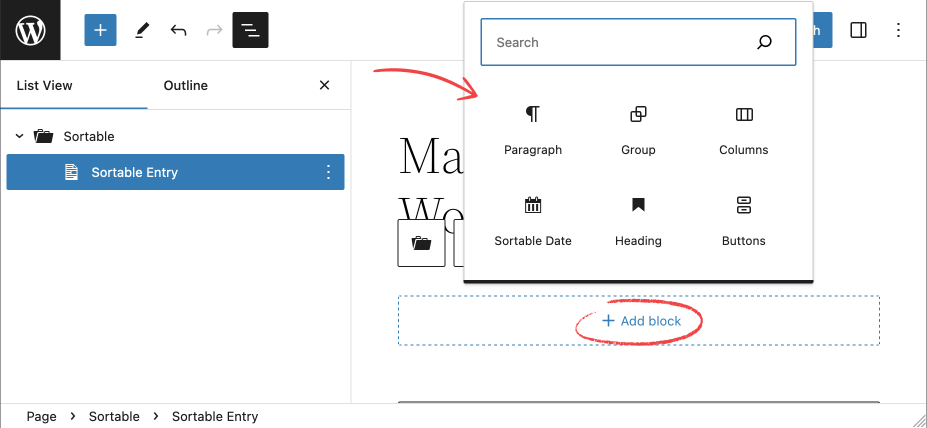 Search
h
List View
Outline
Sortable
Sortable Entry
Paragraph
Group
Columns
Sortable Date
Heading
Buttons
Ma
Wo
Add block
Page
Sortable
Sortable Entry